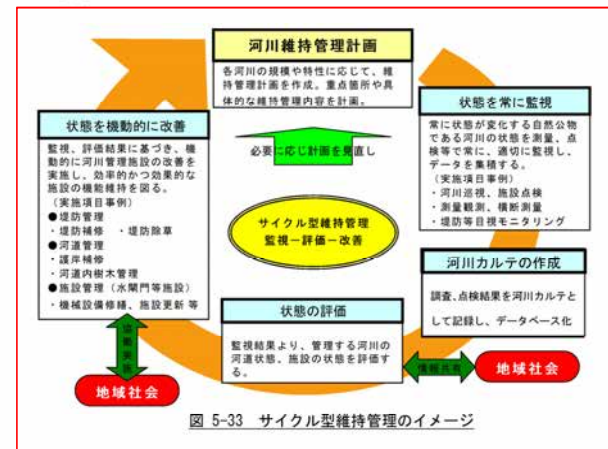 河川維持管理計画
各河川の規模や特性に応じて、維
持管理計画を作成。重点箇所や具
体的な維持管理内容を計画。
状態を常に監視
常に状態が変化する自然公物
である河川の状態を測量、点
検等で常に、適切に監視し、
データを集積する。
(実施項目事例)
・河川巡視、施設点検
・測量観測、横断測量
・堤防等目視モニタリング
河川カルテの作成
調査、点検結果を河川カルテと
して記録し、データベース化
状態の評価
監視結果より、管理する河川の
河道状態、施設の状態を評価す
る。
情報共有
地域社会
状態を機動的に改善
監視、評価結果に基づき、機
動的に河川管理施設の改善を
実施し、効率的かつ効果的な
施設の機能維持を図る。
(実施項目事例)
●堤防管理
・堤防補修 ・堤防除草
●河道管理
・護岸補修
・河道内樹木管理
●施設管理(水閘門等施設)
・機械設備修繕、施設更新 等
協働実施
地域社会
必要に応じ計画を見直し
サイクル型維持管理
監視-評価-改善
図 5-33 サイクル型維持管理のイメージ